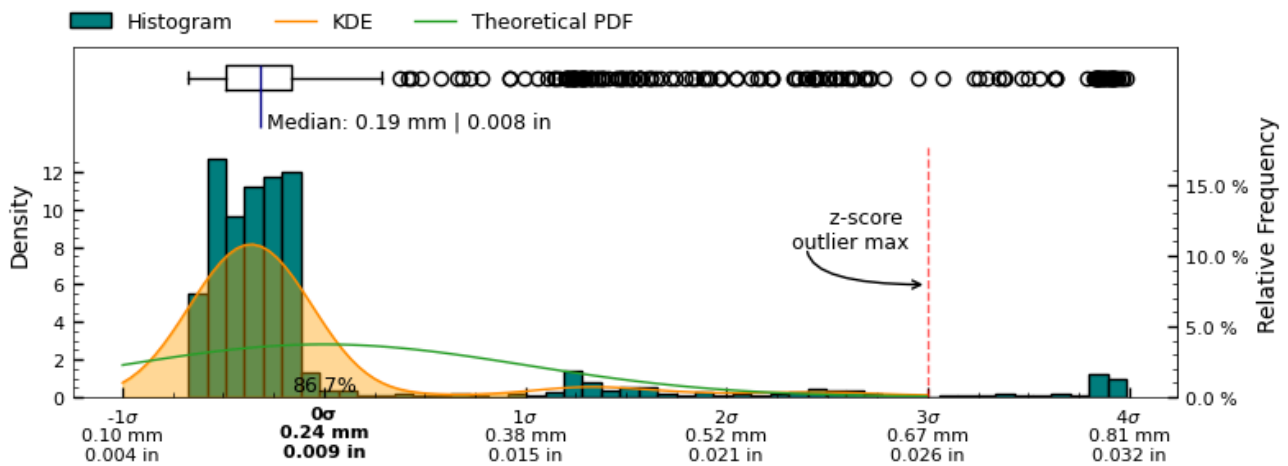 Histogram KDE Theoretical PDF
Median: 0.19 mm | 0.008 in
Density
12
10
8
6
4
2
0
z-score
outlier max
86.7%
Relative Frequency
15.0 %
10.0 %
5.0 %
0.0 %
-1σ 0σ 1σ 2σ 3σ 4σ
0.10 mm 0.24 mm 0.38 mm 0.52 mm 0.67 mm 0.81 mm
0.004 in 0.009 in 0.015 in 0.021 in 0.026 in 0.032 in